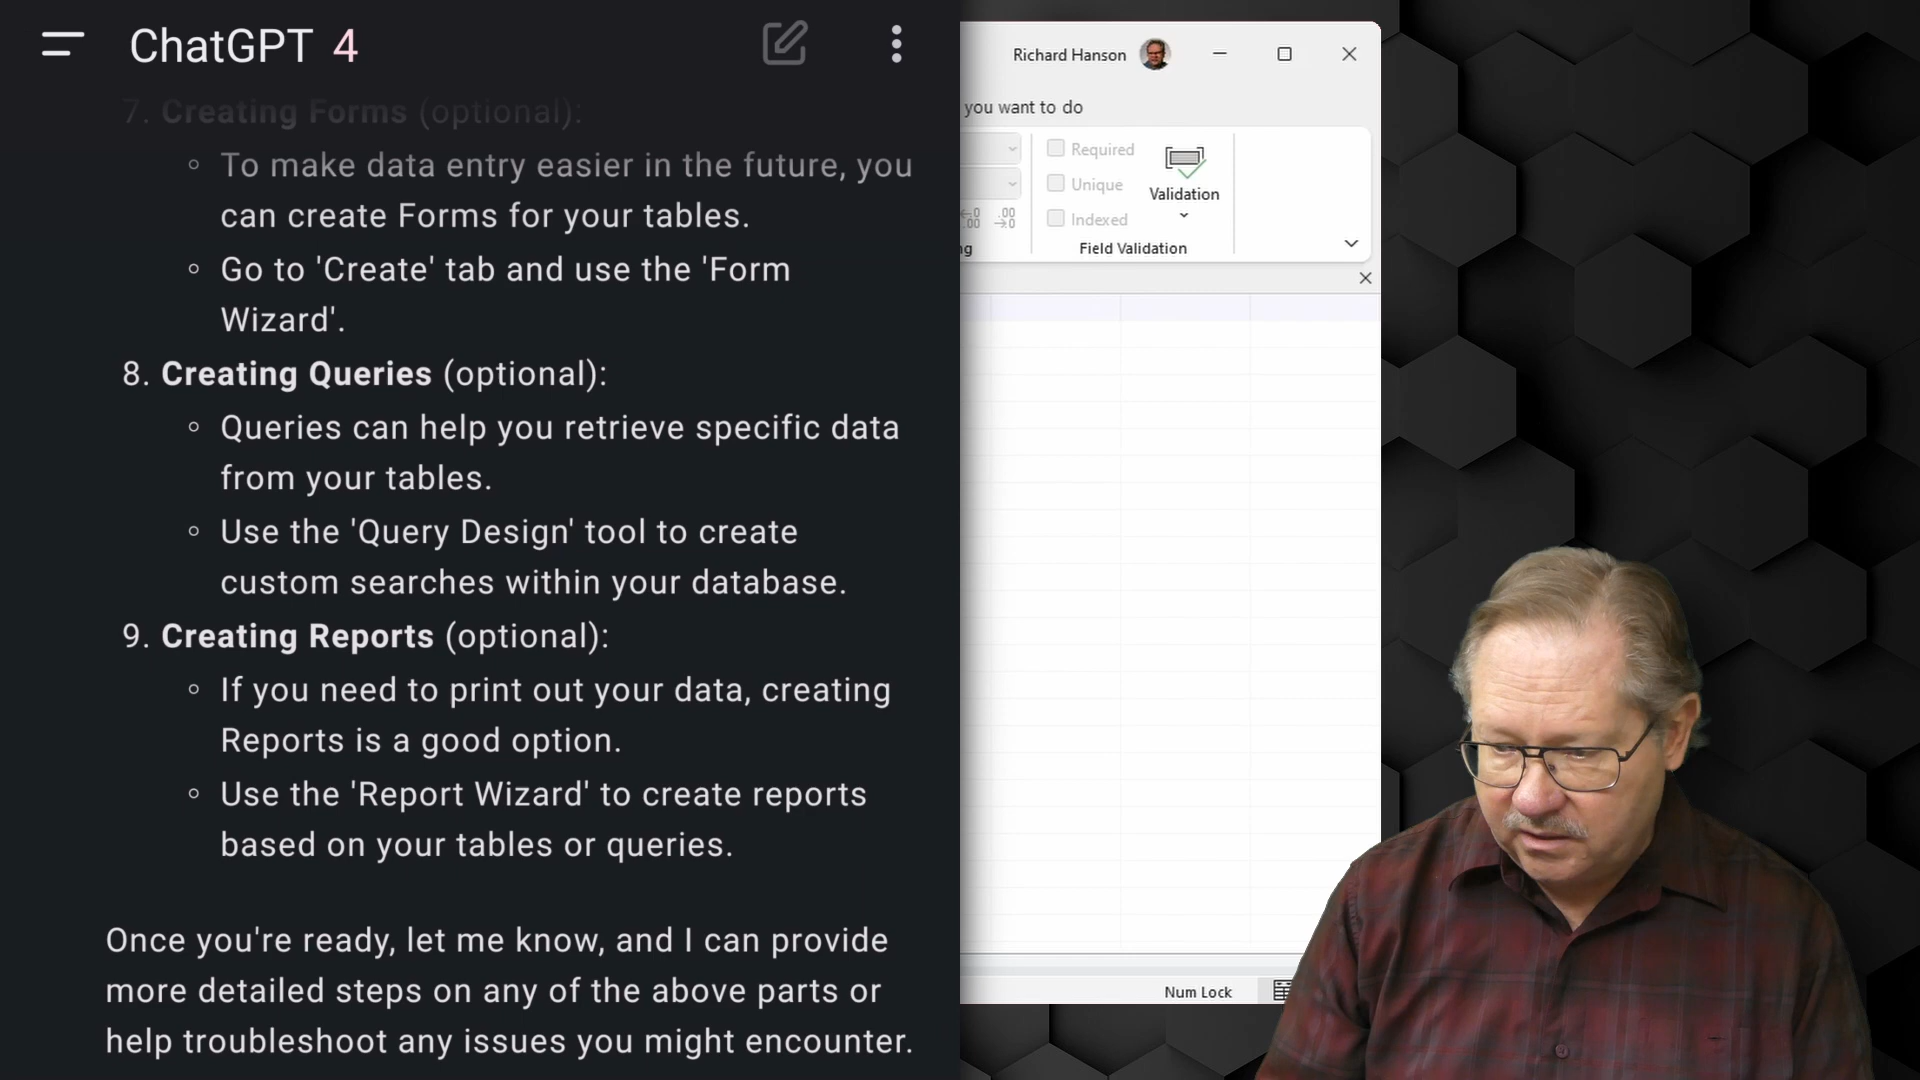 ChatGPT 4
7. Creating Forms (optional):
To make data entry easier in the future, you
can create Forms for your tables.
Go to 'Create' tab and use the 'Form
Wizard'.
8. Creating Queries (optional):
Queries can help you retrieve specific data
from your tables.
Use the 'Query Design' tool to create
custom searches within your database.
9. Creating Reports (optional):
If you need to print out your data, creating
Reports is a good option.
Use the 'Report Wizard' to create reports
based on your tables or queries.
Once you're ready, let me know, and I can provide
more detailed steps on any of the above parts or
help troubleshoot any issues you might encounter.
Richard Hanson
you want to do
Required
Unique
Indexed
Validation
ng
Field Validation
Num Lock